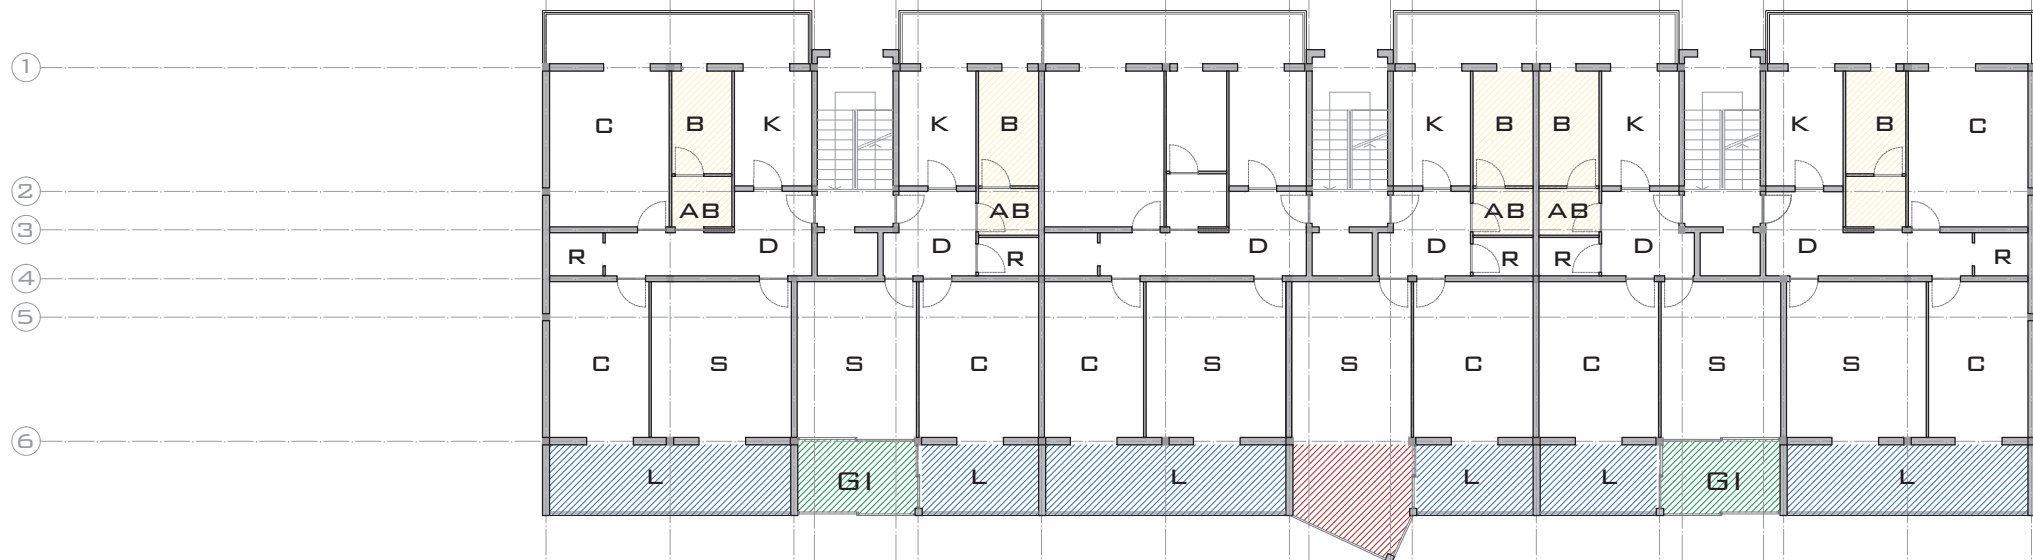 1
C B K K B K B B K K B C
2
AB AB AB AB
3
R D D R D D R R D D R
4
5
C S S C C S S C C S S C
6
L GI L L L L GI L